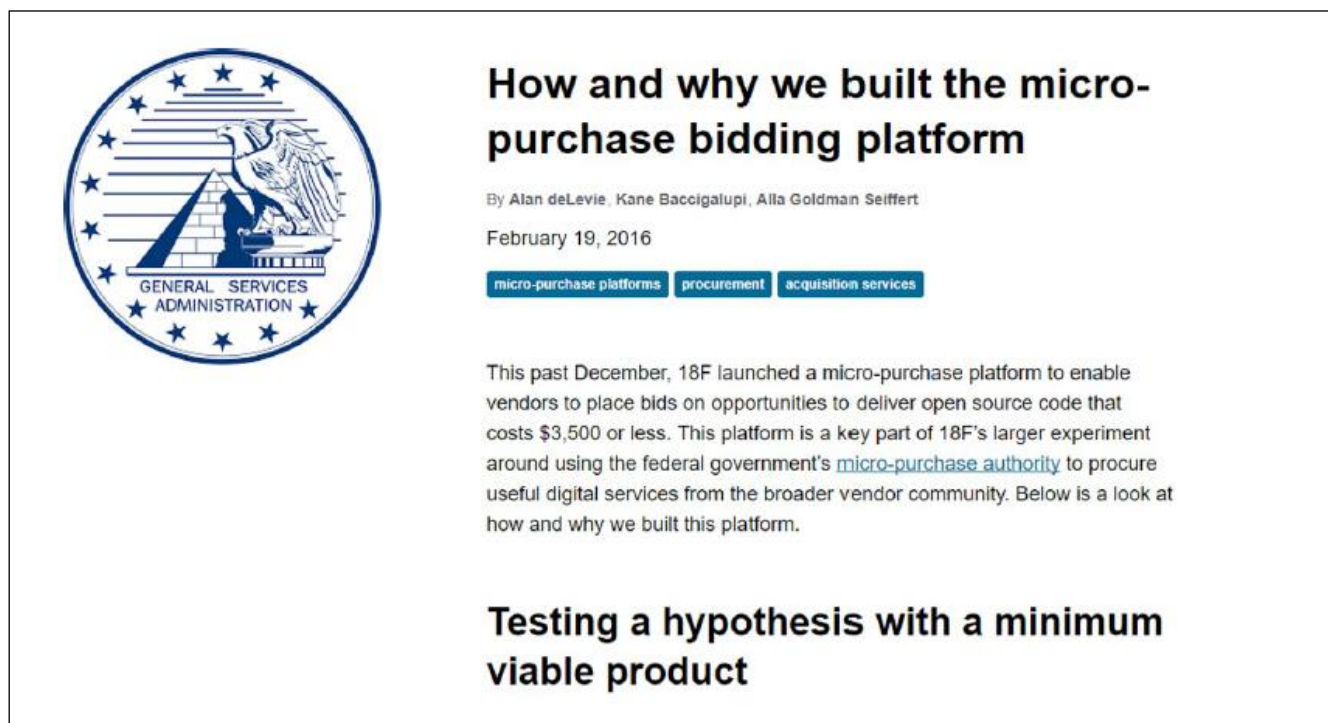 GENERAL SERVICES
ADMINISTRATION
How and why we built the micro-
purchase bidding platform
By Alan deLevie, Kane Baccigalupi, Alla Goldman Seiffert
February 19, 2016
micro-purchase platforms procurement acquisition services
This past December, 18F launched a micro-purchase platform to enable
vendors to place bids on opportunities to deliver open source code that
costs $3,500 or less. This platform is a key part of 18F's larger experiment
around using the federal government's micro-purchase authority to procure
useful digital services from the broader vendor community. Below is a look at
how and why we built this platform.
Testing a hypothesis with a minimum
viable product